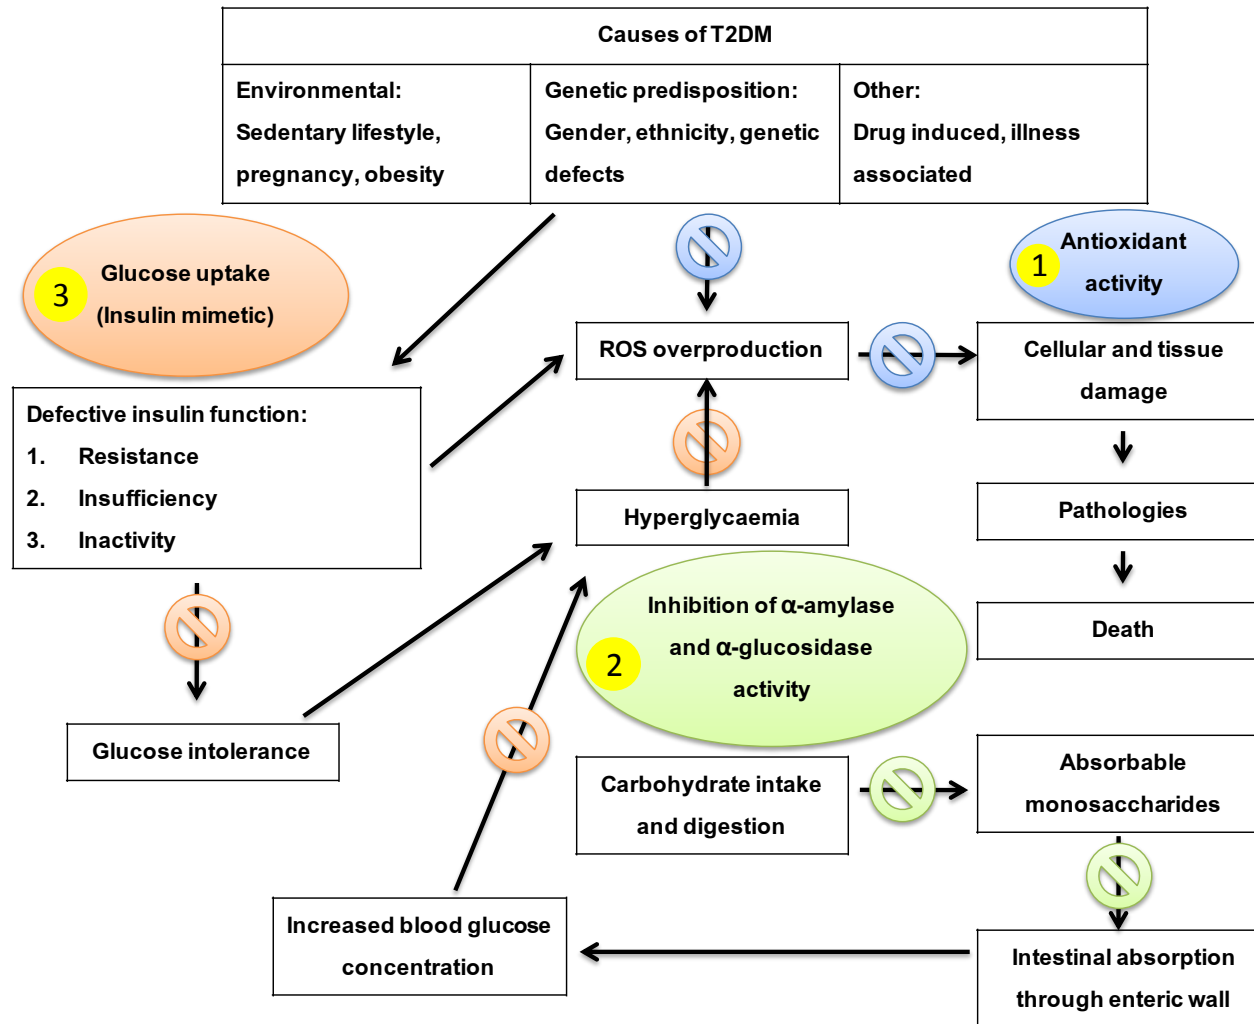 Causes of T2DM
Environmental:
Sedentary lifestyle,
pregnancy, obesity
Genetic predisposition:
Gender, ethnicity, genetic
defects
Other:
Drug induced, illness
associated
3
Glucose uptake
(Insulin mimetic)
1
Antioxidant
activity
ROS overproduction
Cellular and tissue
damage
Defective insulin function:
1. Resistance
2. Insufficiency
3. Inactivity
Hyperglycaemia
Pathologies
Death
2
Inhibition of α-amylase
and α-glucosidase
activity
Glucose intolerance
Carbohydrate intake
and digestion
Absorbable
monosaccharides
Increased blood glucose
concentration
Intestinal absorption
through enteric wall